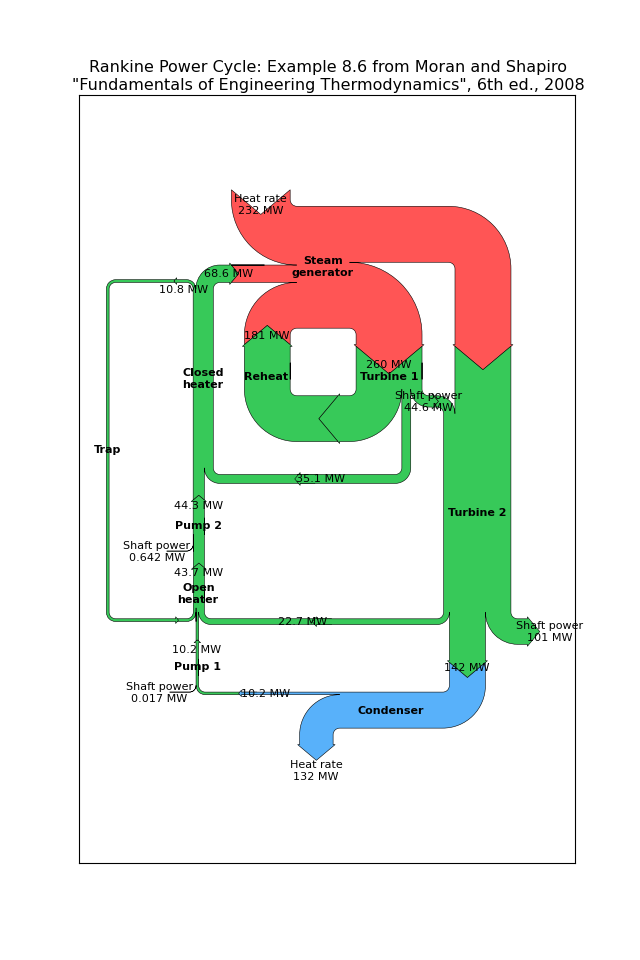 Rankine Power Cycle: Example 8.6 from Moran and Shapiro
"Fundamentals of Engineering Thermodynamics", 6th ed., 2008
Heat rate
232 MW
Steam
generator
68.6 MW
10.8 MW
181 MW
260 MW
Closed
heater
Reheat
Turbine 1
Shaft power
44.6 MW
Trap
35.1 MW
44.3 MW
Turbine 2
Pump 2
Shaft power
0.642 MW
43.7 MW
Open
heater
22.7 MW
Shaft power
101 MW
10.2 MW
Pump 1
142 MW
Shaft power
0.017 MW
10.2 MW
Condenser
Heat rate
132 MW